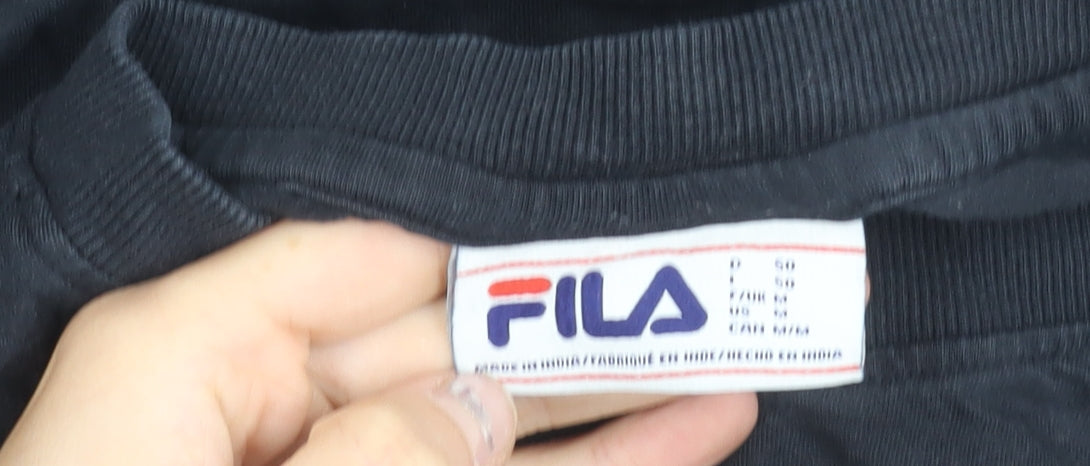 FILA
D 50
I 50
F/UK M
US M
CAN M/M
MADE IN INDIA/FABRIQUÉ EN INDE/HECHO EN INDIA